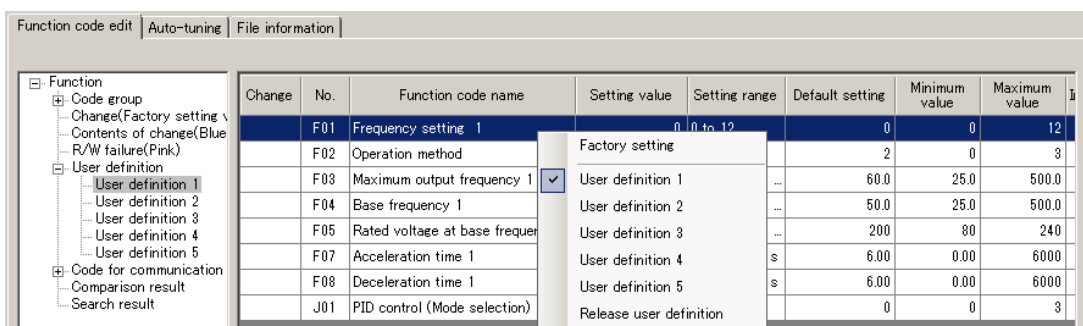 Function code edit Auto-tuning File information
Function
Code group
Change(Factory setting v
Contents of change(Blue
R/W failure(Pink)
User definition
User definition 1
User definition 2
User definition 3
User definition 4
User definition 5
Code for communication
Comparison result
Search result
Change No. Function code name Setting value Setting range Default setting Minimum value Maximum value
F01 Frequency setting 1 0 0 to 12 0 0 12
F02 Operation method 2 0 3
F03 Maximum output frequency 1 ... 60.0 25.0 500.0
F04 Base frequency 1 ... 50.0 25.0 500.0
F05 Rated voltage at base frequen ... 200 80 240
F07 Acceleration time 1 s 6.00 0.00 6000
F08 Deceleration time 1 s 6.00 0.00 6000
J01 PID control (Mode selection) 0 0 3
Factory setting
User definition 1
User definition 2
User definition 3
User definition 4
User definition 5
Release user definition